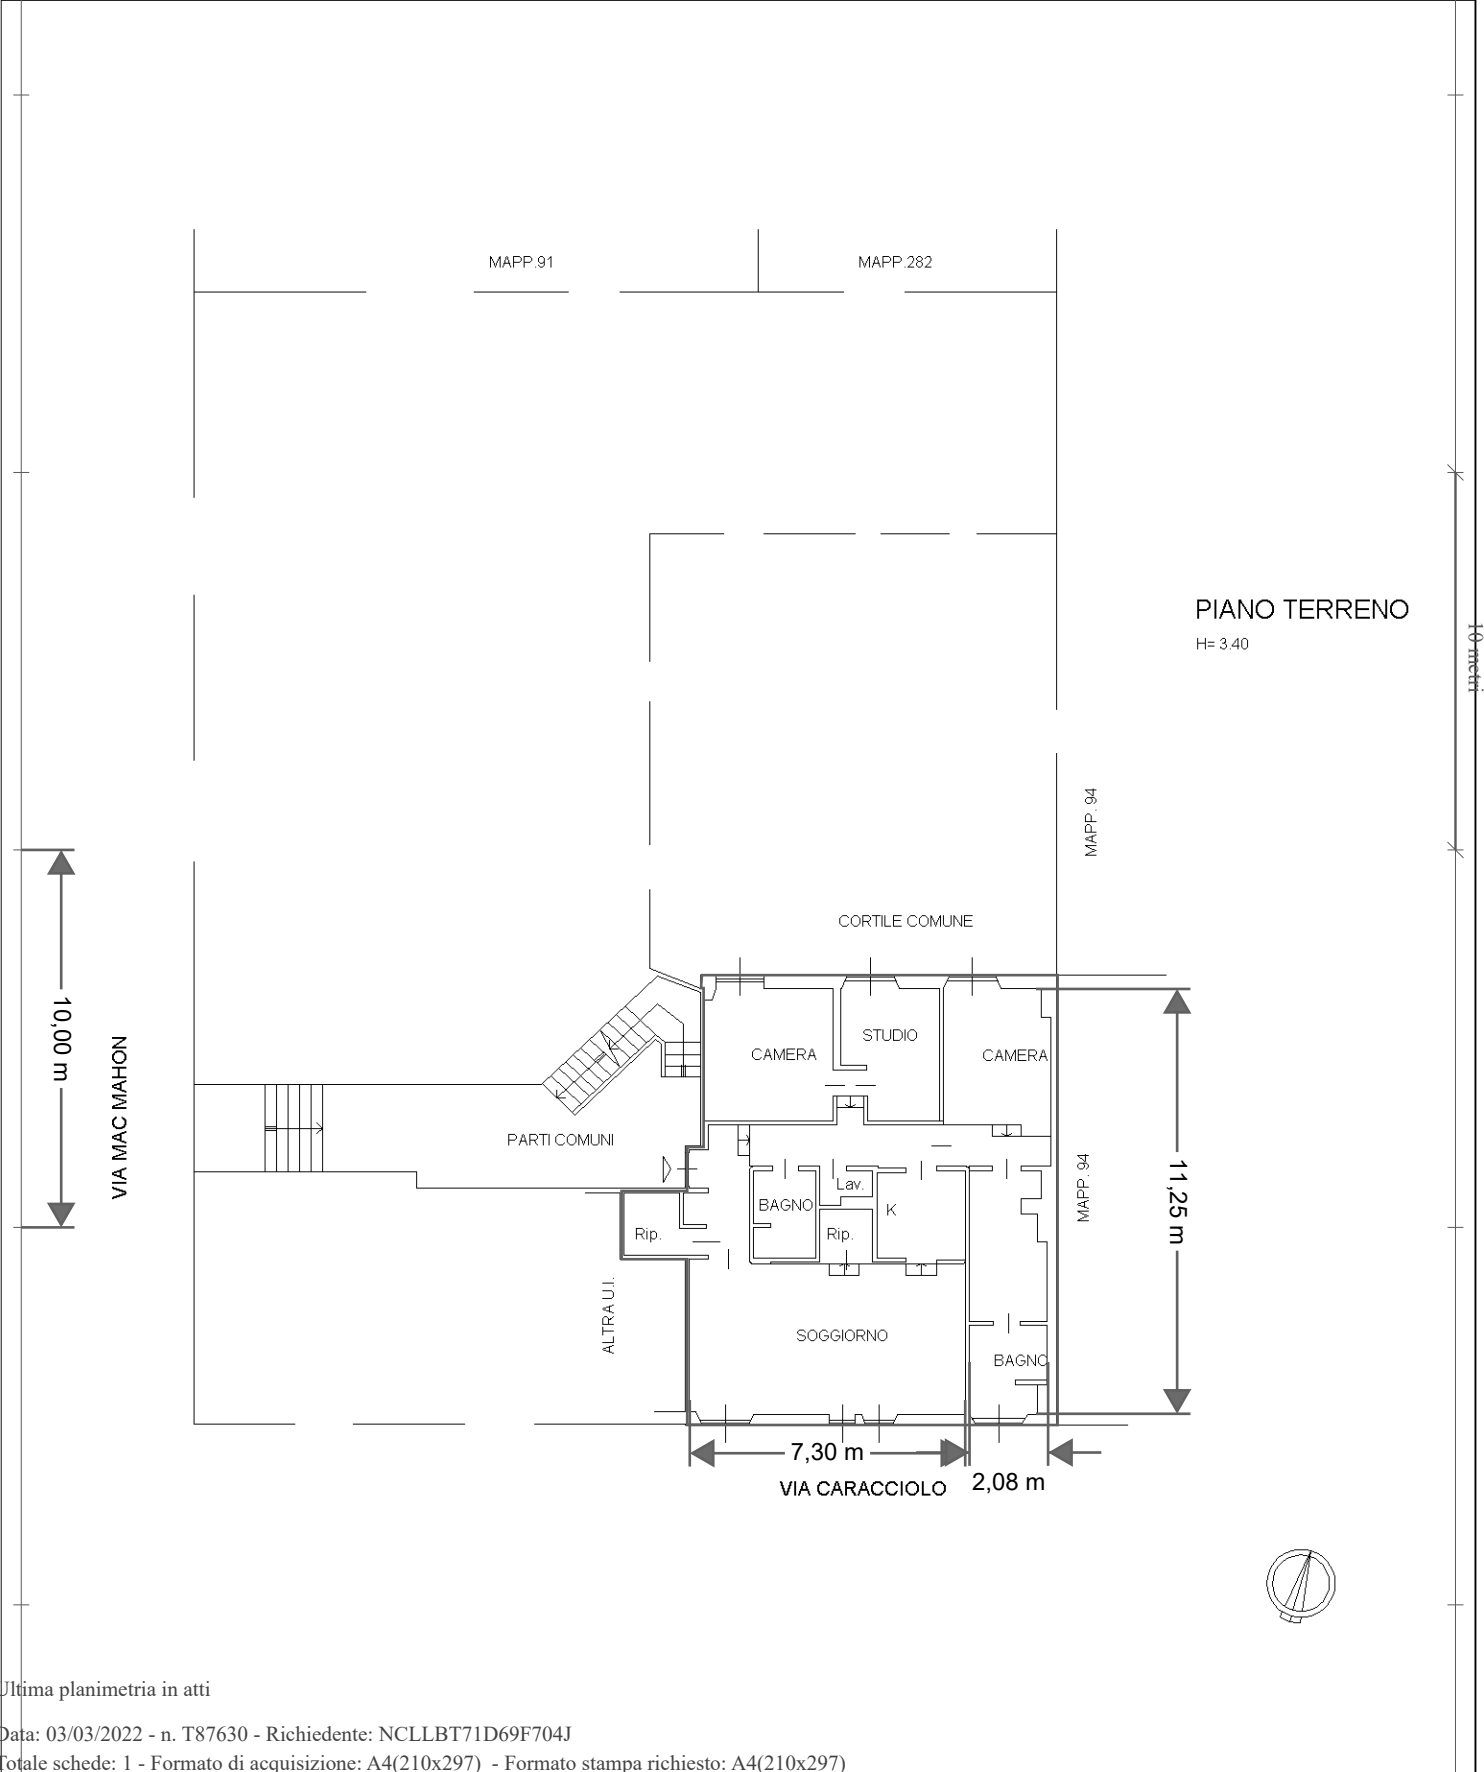 MAPP.91
MAPP.282
PIANO TERRENO
H= 3.40
10 metri
MAPP. 94
CORTILE COMUNE
10,00 m
VIA MAC MAHON
STUDIO
CAMERA
CAMERA
PARTI COMUNI
MAPP. 94
11,25 m
Lav.
BAGNO
K
Rip.
Rip.
ALTRA U.I.
SOGGIORNO
BAGNO
7,30 m
2,08 m
VIA CARACCIOLO
Ultima planimetria in atti
Data: 03/03/2022 - n. T87630 - Richiedente: NCLLBT71D69F704J
Totale schede: 1 - Formato di acquisizione: A4(210x297) - Formato stampa richiesto: A4(210x297)